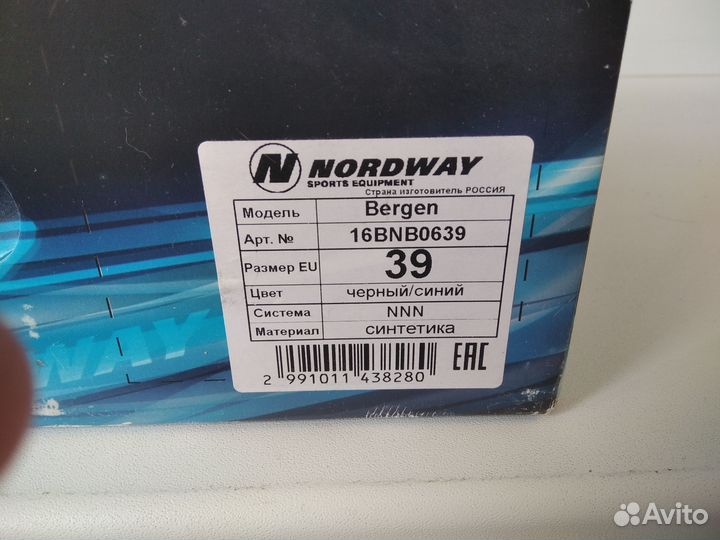 NORDWAY
SPORTS EQUIPMENT
Страна изготовитель РОССИЯ
Модель Bergen
Арт. № 16BNB0639
Размер EU 39
Цвет черный/синий
Система NNN
Материал синтетика
2 991011 438280
EAC
WAY
Avito